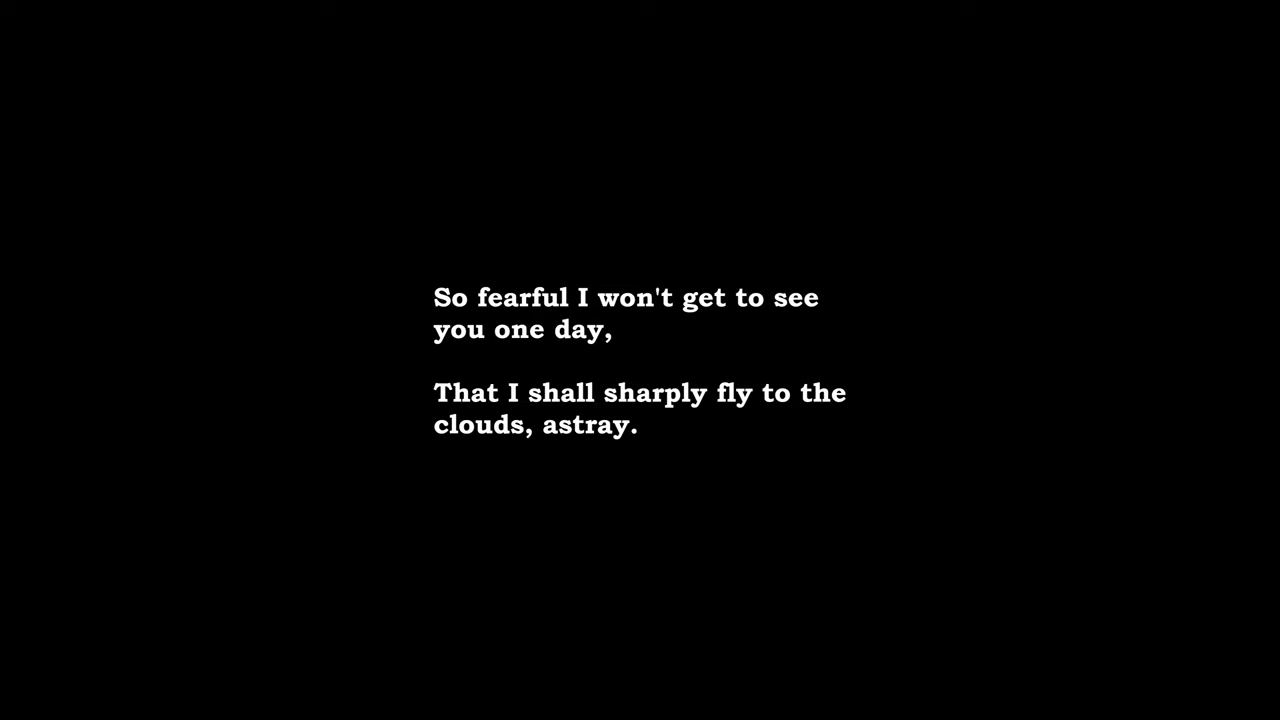 So fearful I won't get to see
you one day,
That I shall sharply fly to the
clouds, astray.